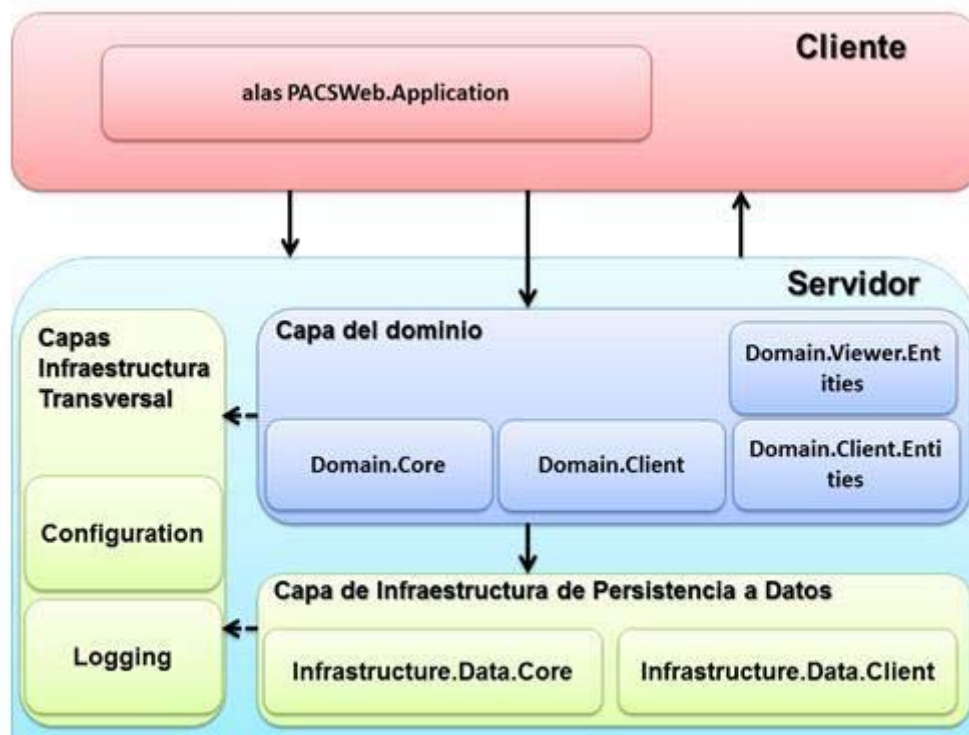 Cliente
alas PACSWeb.Application
Servidor
Capas
Infraestructura
Transversal
Configuration
Logging
Capa del dominio
Domain.Viewer.Ent
ities
Domain.Core
Domain.Client
Domain.Client.Enti
ities
Capa de Infraestructura de Persistencia a Datos
Infrastructure.Data.Core
Infrastructure.Data.Client